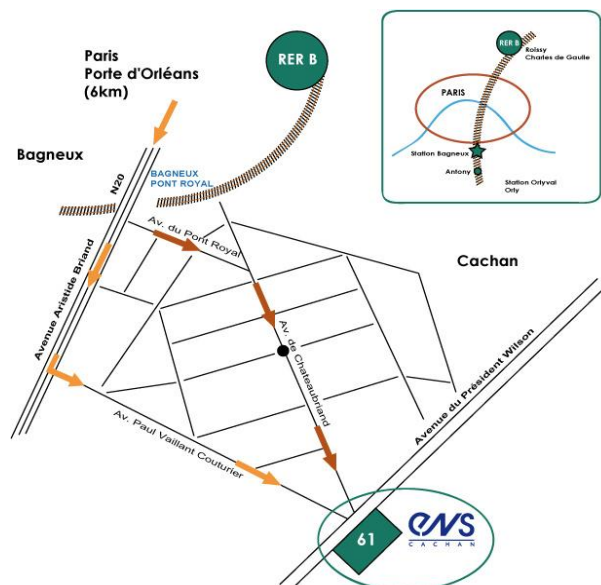 Paris
Porte d'Orléans
(6km)
RER B
Bagneux
N20
BAGNEUX
PONT ROYAL
Av. du Pont Royal
Avenue Aristide Briand
Av. de Chateaubriand
Av. Paul Vaillant Couturier
Cachan
Avenue du Président Wilson
61
ens
CACHAN
RER B
Roissy
Charles de Gaulle
PARIS
Station Bagneux
Antony
Station Orlyval
Orly